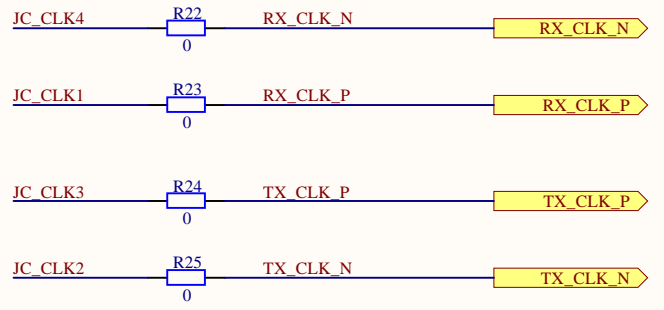 JC_CLK4 R22 RX_CLK_N RX_CLK_N
0
JC_CLK1 R23 RX_CLK_P RX_CLK_P
0
JC_CLK3 R24 TX_CLK_P TX_CLK_P
0
JC_CLK2 R25 TX_CLK_N TX_CLK_N
0